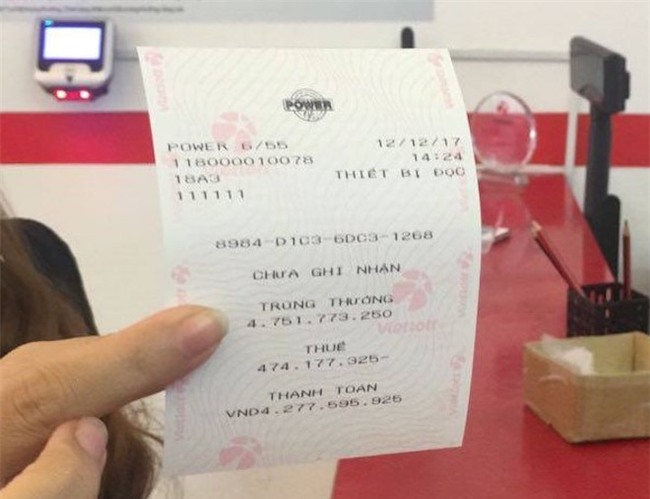 POWER
POWER 6/55 12/12/17
118000010078 14:24
18A3 THIẾT BỊ ĐỌC
111111
8984-D1C3-6DC3-1268
CHƯA GHI NHẬN
TRÚNG THƯỞNG
4.751.773.250
Vietlott
THUẾ
474.177.325-
THANH TOÁN
VND4.277.595.925